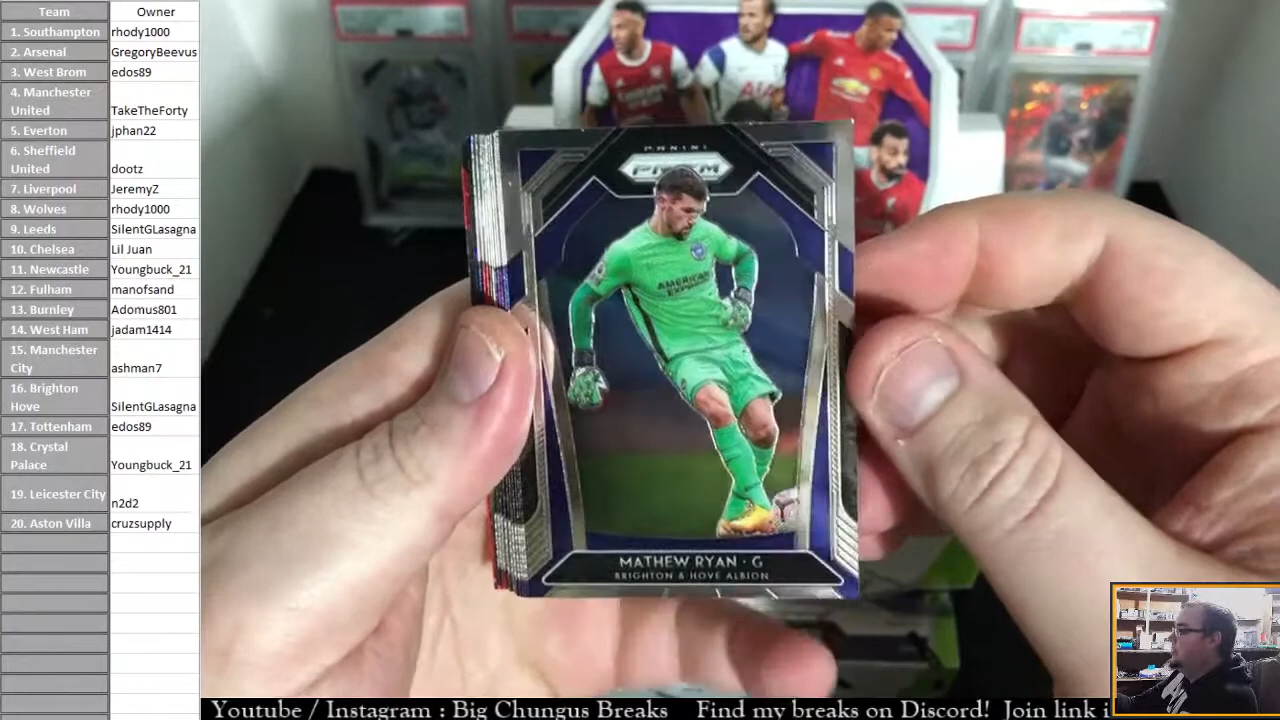 Team Owner
1. Southampton rhody1000
2. Arsenal GregoryBeevus
3. West Brom edos89
4. Manchester
United TakeTheForty
5. Everton jphan22
6. Sheffield
United dootz
7. Liverpool JeremyZ
8. Wolves rhody1000
9. Leeds SilentGLasagna
10. Chelsea Lil Juan
11. Newcastle Youngbuck_21
12. Fulham manofsand
13. Burnley Adomus801
14. West Ham jadam1414
15. Manchester
City ashman7
16. Brighton
Hove SilentGLasagna
17. Tottenham edos89
18. Crystal
Palace Youngbuck_21
19. Leicester City n2d2
20. Aston Villa cruzsupply
PANINI
PRIZM
AMERICAN
EXPRESS
MATHEW RYAN · G
BRIGHTON & HOVE ALBION
AIA
Youtube / Instagram : Big Chungus Breaks Find my breaks on Discord! Join link i